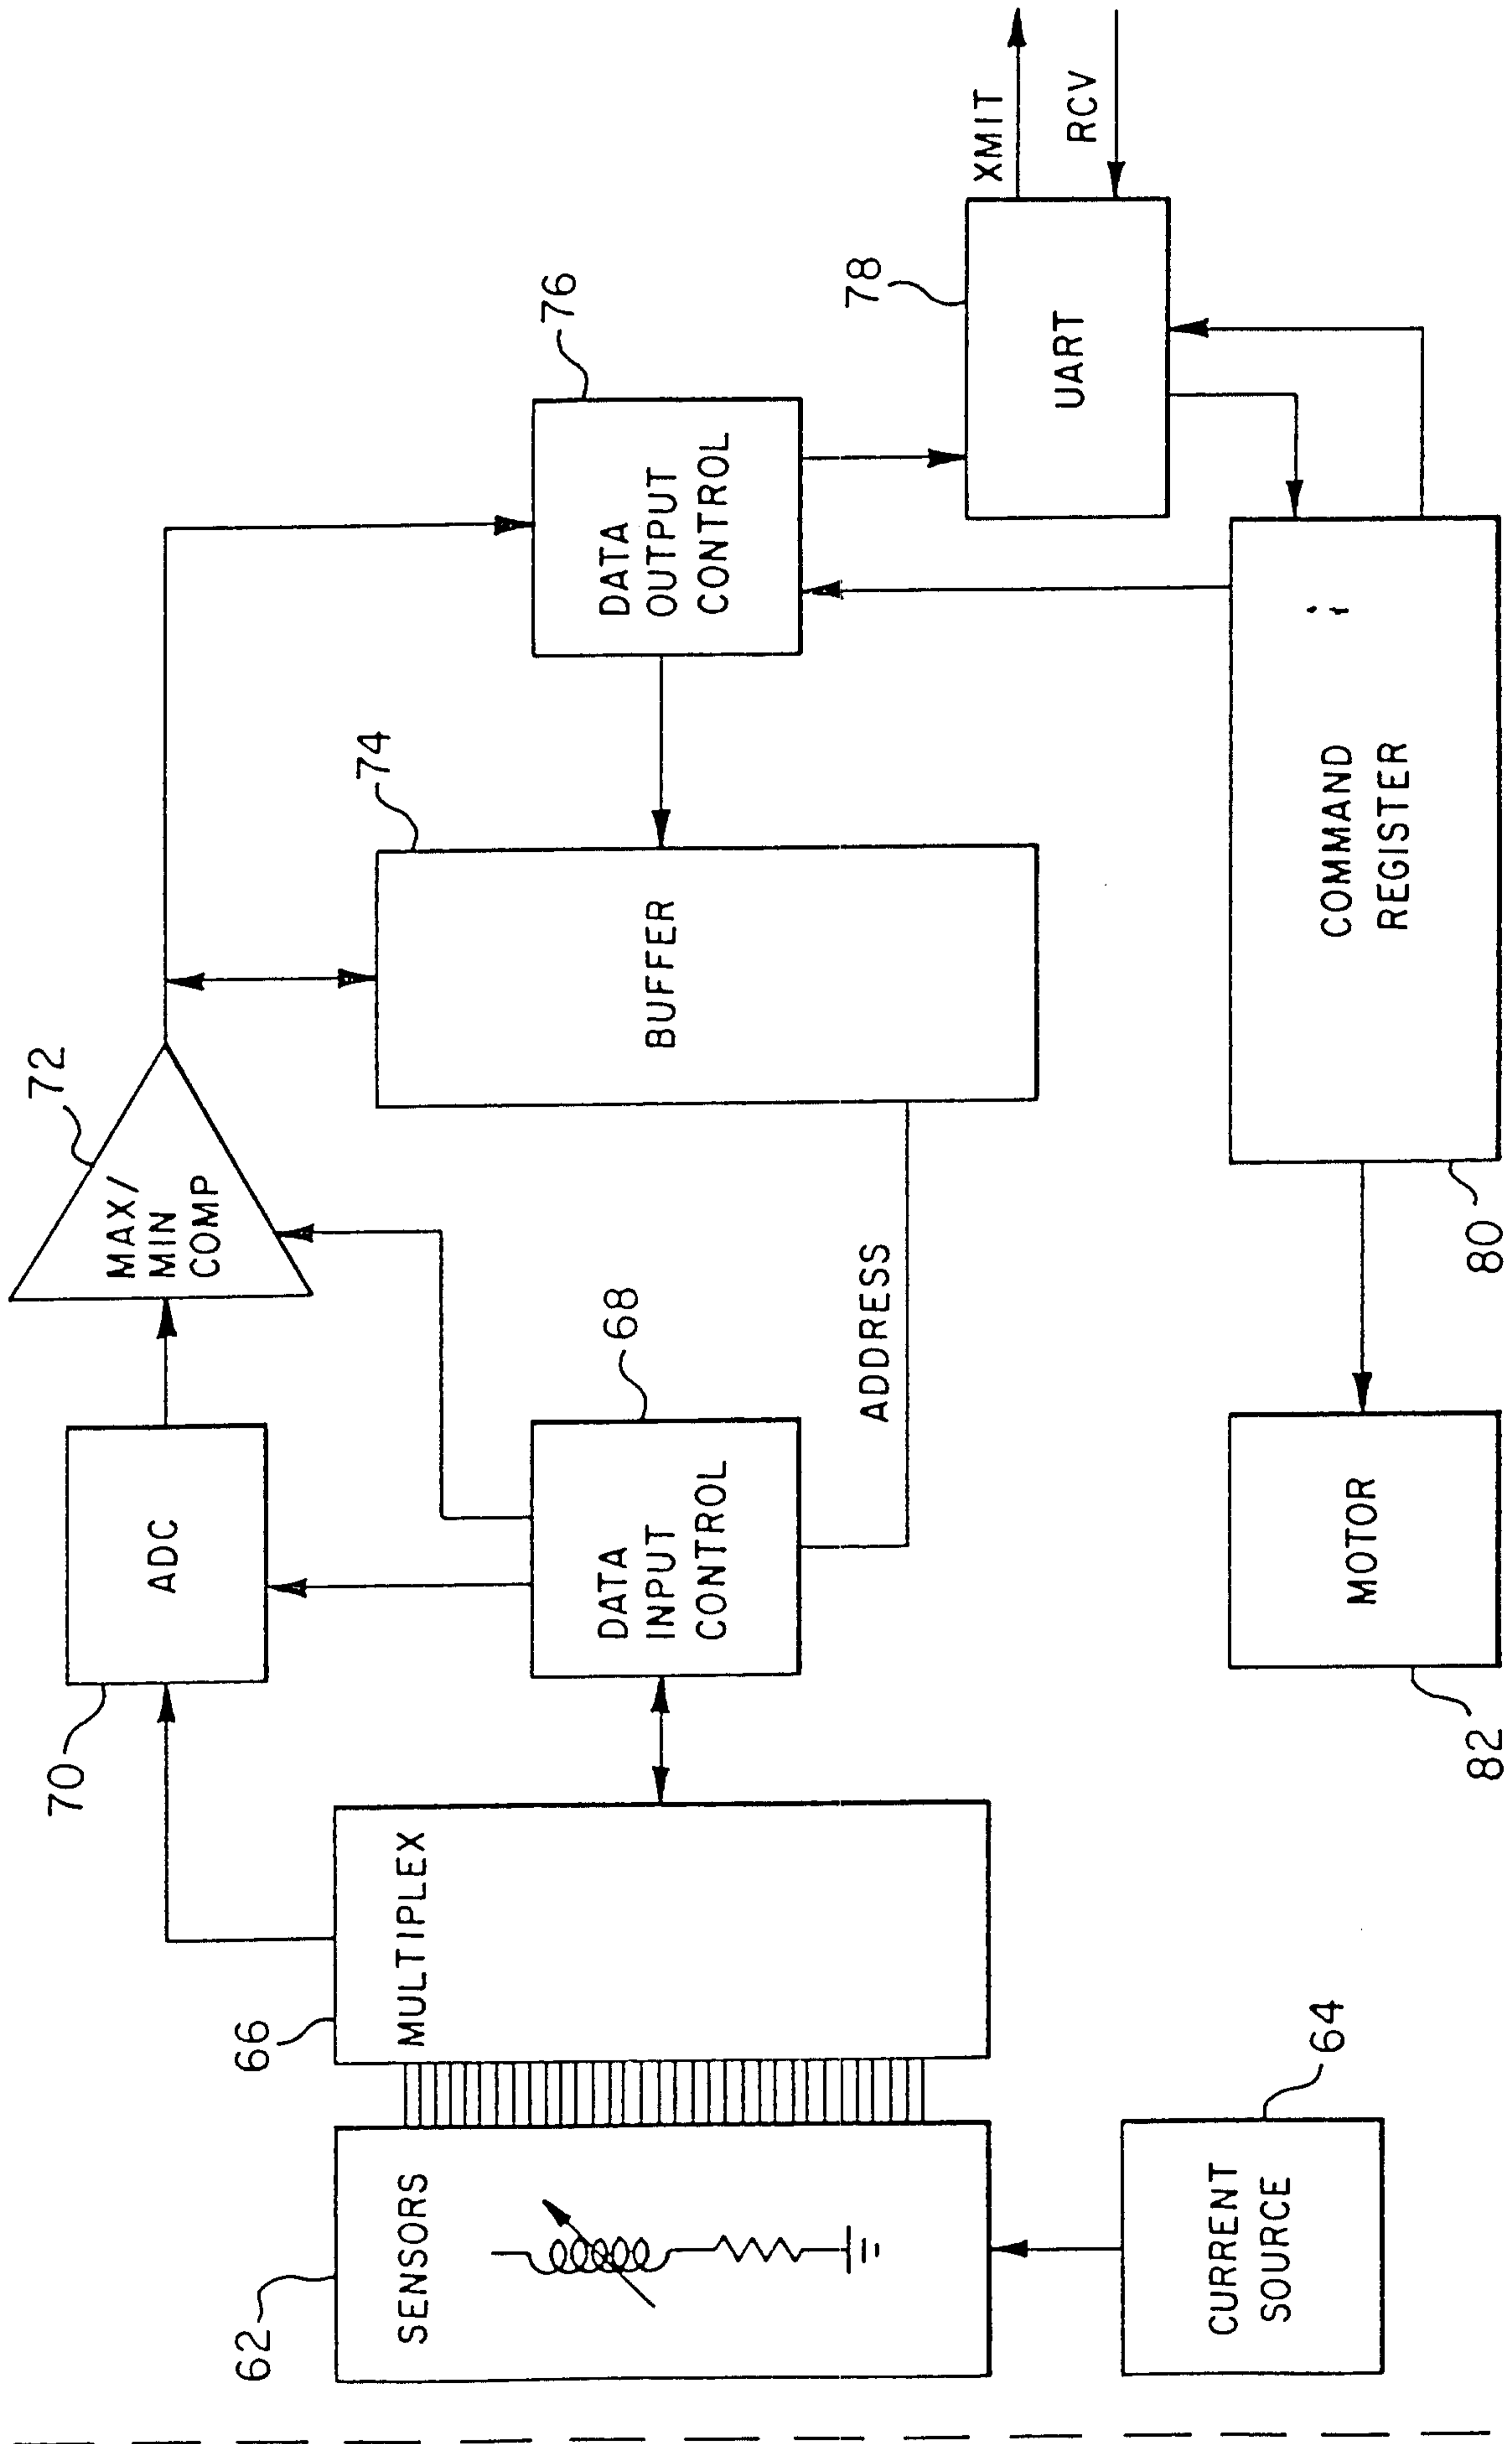 62
SENSORS
CURRENT
SOURCE
64
66
MULTIPLEX
70
ADC
DATA
INPUT
CONTROL
68
ADDRESS
MAX/
MIN
COMP
72
BUFFER
74
DATA
OUTPUT
CONTROL
76
78
UART
XMIT
RCV
COMMAND
REGISTER
80
MOTOR
82